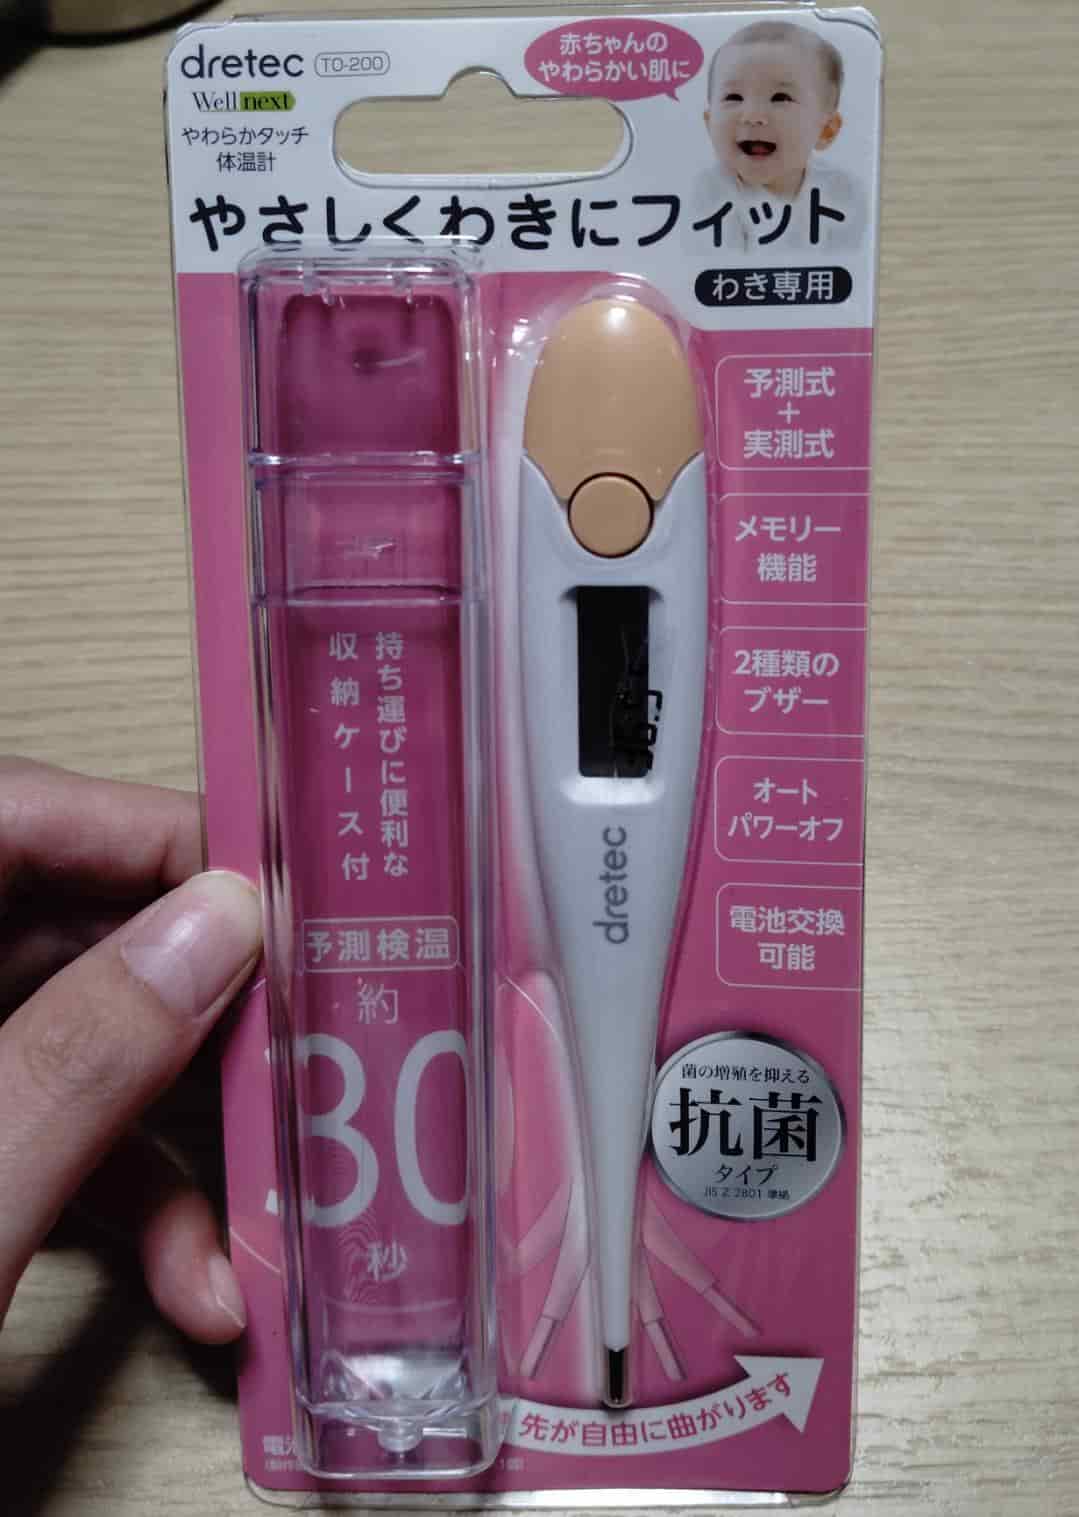 dretec TO-200
Well next
やわらかタッチ
体温計
赤ちゃんの
やわらかい肌に
やさしくわきにフィット
わき専用
予測式
+
実測式
メモリー
機能
2種類の
ブザー
オート
パワーオフ
電池交換
可能
持ち運びに便利な
収納ケース付
予測検温
約
30
秒
dretec
菌の増殖を抑える
抗菌
タイプ
JIS Z 2801 準拠
先が自由に曲がります